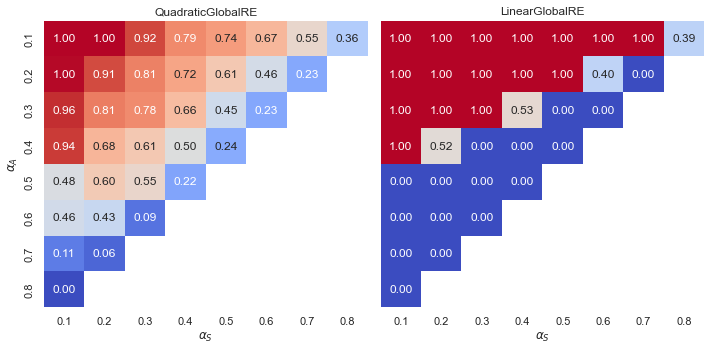 QuadraticGlobalRE LinearGlobalRE
0.1 1.00 1.00 0.92 0.79 0.74 0.67 0.55 0.36 1.00 1.00 1.00 1.00 1.00 1.00 1.00 0.39
0.2 1.00 0.91 0.81 0.72 0.61 0.46 0.23 1.00 1.00 1.00 1.00 1.00 0.40 0.00
0.3 0.96 0.81 0.78 0.66 0.45 0.23 1.00 1.00 1.00 0.53 0.00 0.00
0.4 0.94 0.68 0.61 0.50 0.24 1.00 0.52 0.00 0.00 0.00
α_A
0.5 0.48 0.60 0.55 0.22 0.00 0.00 0.00 0.00
0.6 0.46 0.43 0.09 0.00 0.00 0.00
0.7 0.11 0.06 0.00 0.00
0.8 0.00 0.00
0.1 0.2 0.3 0.4 0.5 0.6 0.7 0.8 0.1 0.2 0.3 0.4 0.5 0.6 0.7 0.8
α_S α_S